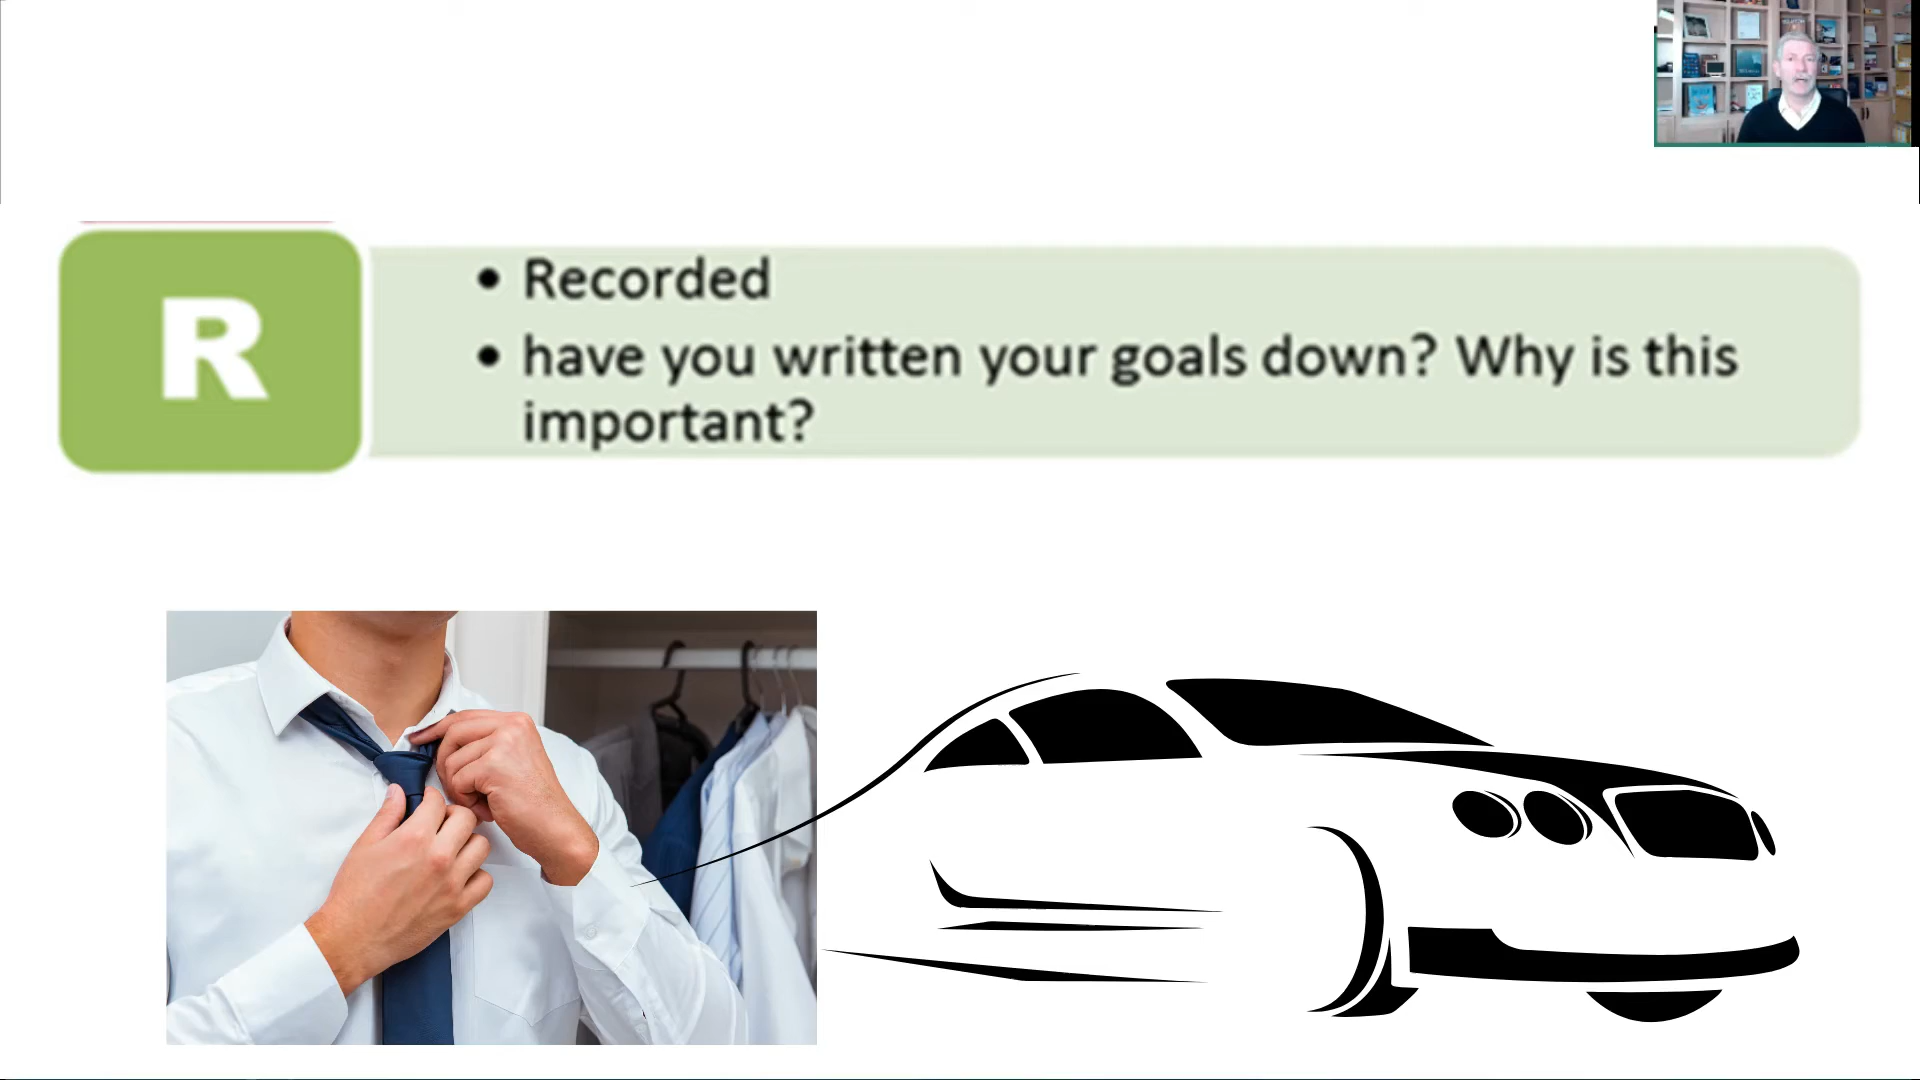 R
Recorded
have you written your goals down? Why is this
important?